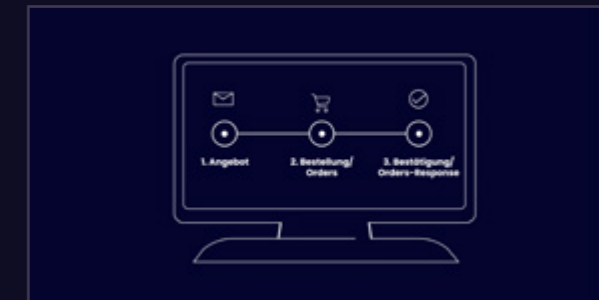 1. Angebot
2. Bestellung/
Orders
3. Bestätigung/
Orders-Response